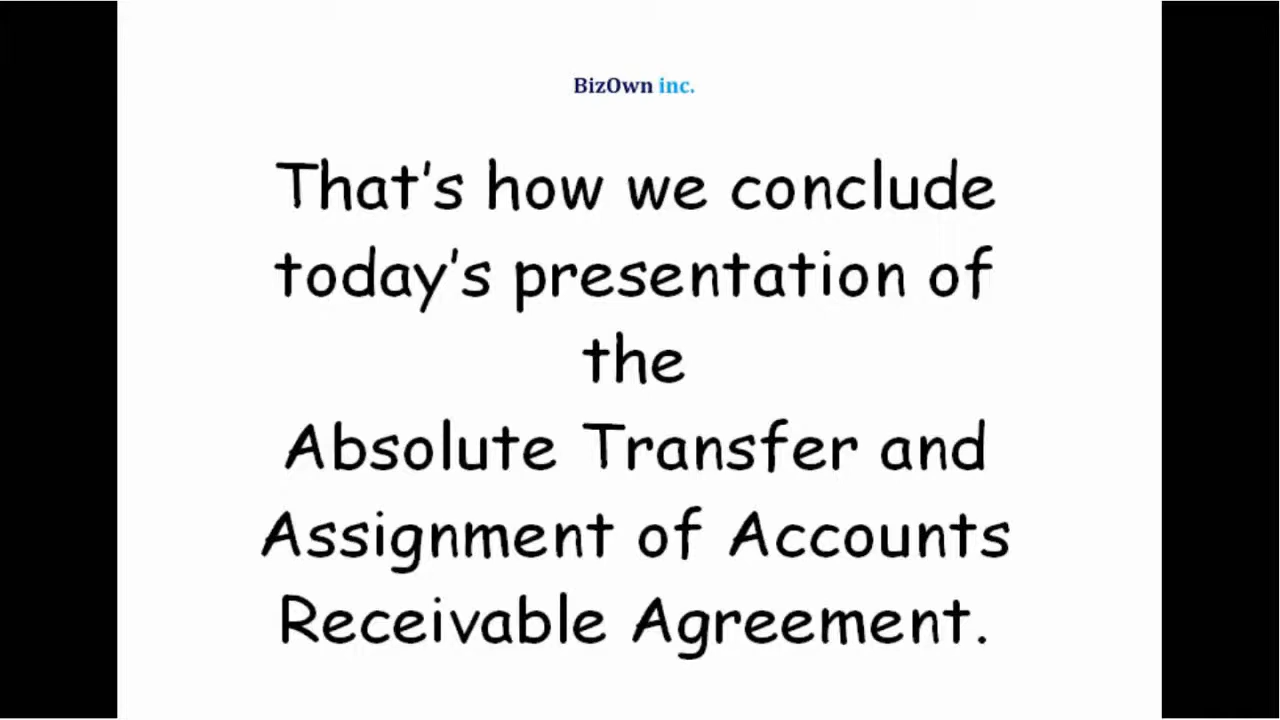 BizOwn inc.
That's how we conclude
today's presentation of
the
Absolute Transfer and
Assignment of Accounts
Receivable Agreement.